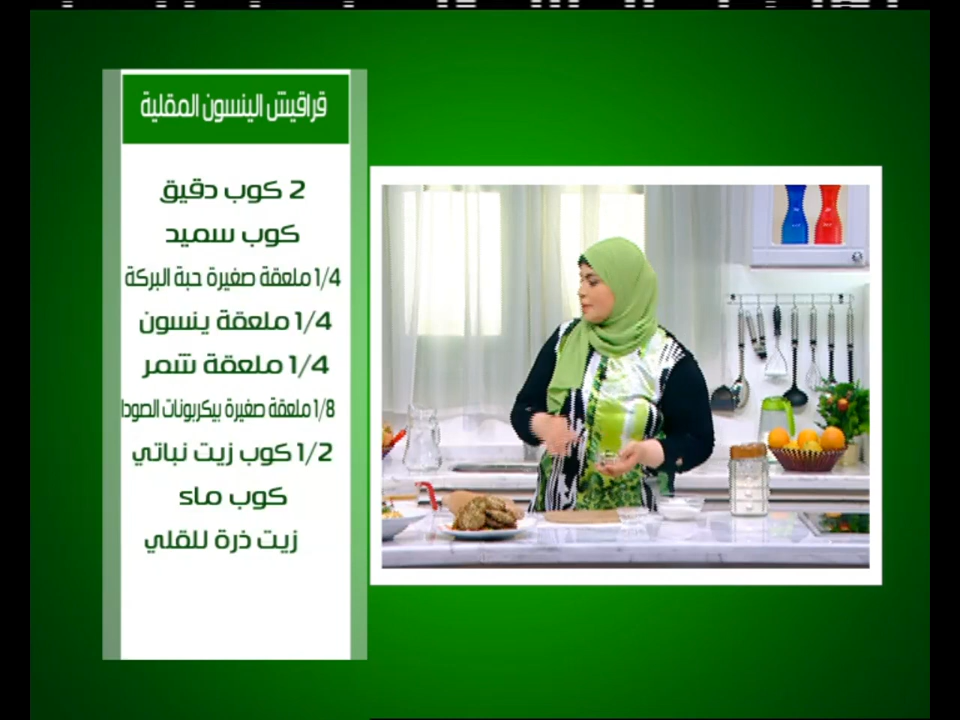 قراقيش الينسون المقلية
2 كوب دقيق
كوب سميد
1/4 ملعقة صغيرة حبة البركة
1/4 ملعقة ينسون
1/4 ملعقة شمر
1/8 ملعقة صغيرة بيكربونات الصودا
1/2 كوب زيت نباتي
كوب ماء
زيت ذرة للقلي